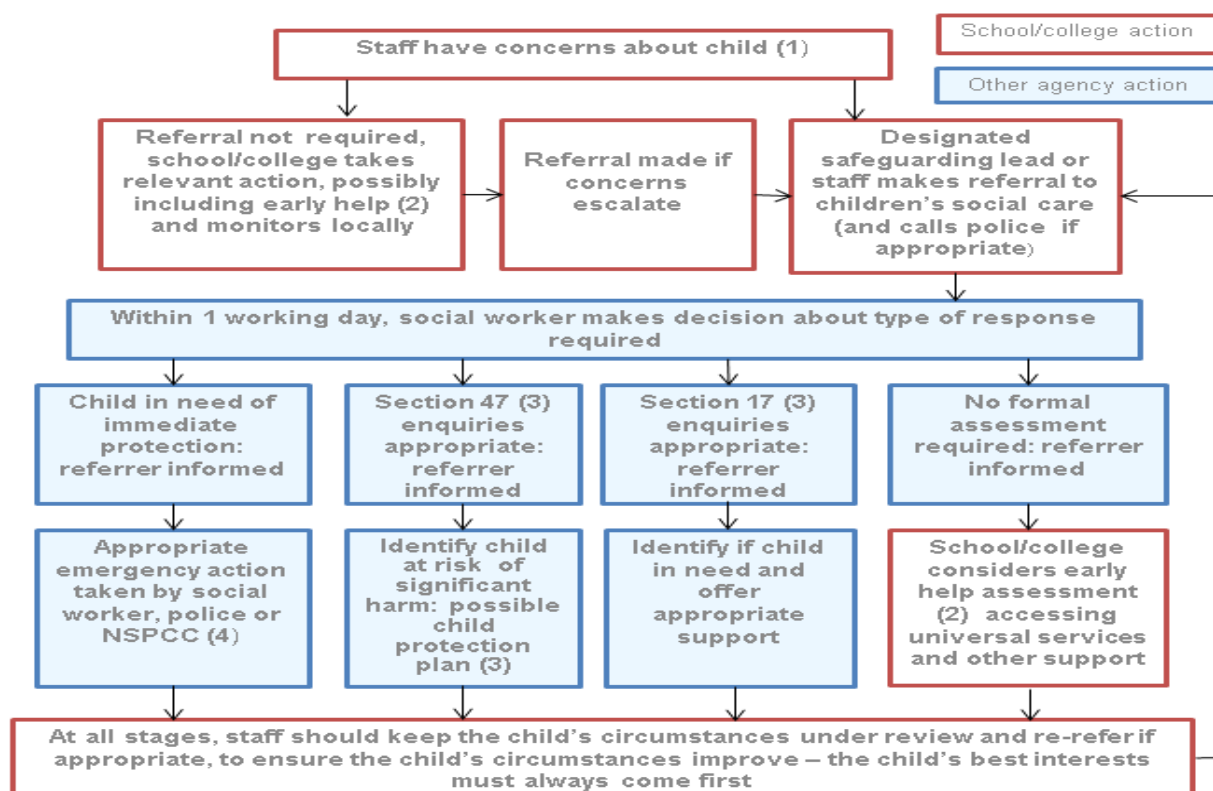 Staff have concerns about child (1)
School/college action
Other agency action
Referral not required,
school/college takes
relevant action, possibly
including early help (2)
and monitors locally
Referral made if
concerns
escalate
Designated
safeguarding lead or
staff makes referral to
children's social care
(and calls police if
appropriate)
Within 1 working day, social worker makes decision about type of response
required
Child in need of
immediate
protection:
referrer informed
Section 47 (3)
enquiries
appropriate:
referrer
informed
Section 17 (3)
enquiries
appropriate:
referrer
informed
No formal
assessment
required: referrer
informed
Appropriate
emergency action
taken by social
worker, police or
NSPCC (4)
Identify child
at risk of
significant
harm: possible
child
protection
plan (3)
Identify if child
in need and
offer
appropriate
support
School/college
considers early
help assessment
(2) accessing
universal services
and other support
At all stages, staff should keep the child's circumstances under review and re-refer if
appropriate, to ensure the child's circumstances improve – the child's best interests
must always come first